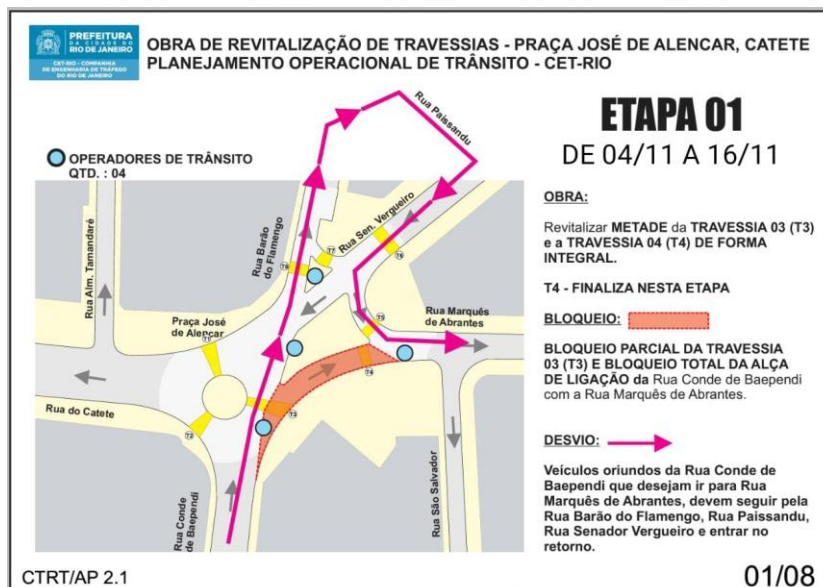 PREFEITURA
DA CIDADE DO
RIO DE JANEIRO
CET-RIO - COMPANHIA
DE ENGENHARIA DE TRÁFEGO
DO RIO DE JANEIRO
OBRA DE REVITALIZAÇÃO DE TRAVESSIAS - PRAÇA JOSÉ DE ALENCAR, CATETE
PLANEJAMENTO OPERACIONAL DE TRÂNSITO - CET-RIO
ETAPA 01
DE 04/11 A 16/11
OPERADORES DE TRÂNSITO
QTD. : 04
Rua Paissandu
Rua Alm. Tamandaré
Rua Barão
do Flamengo
Rua Sen. Vergueiro
T7
T8
T6
Praça José
de Alencar
T1
T5
Rua Marquês
de Abrantes
T4
Rua do Catete
T2
T3
Rua Conde
de Baependi
Rua São Salvador
OBRA:
Revitalizar METADE da TRAVESSIA 03 (T3)
e a TRAVESSIA 04 (T4) DE FORMA
INTEGRAL.
T4 - FINALIZA NESTA ETAPA
BLOQUEIO:
BLOQUEIO PARCIAL DA TRAVESSIA
03 (T3) E BLOQUEIO TOTAL DA ALÇA
DE LIGAÇÃO da Rua Conde de Baependi
com a Rua Marquês de Abrantes.
DESVIO:
Veículos oriundos da Rua Conde de
Baependi que desejam ir para Rua
Marquês de Abrantes, devem seguir pela
Rua Barão do Flamengo, Rua Paissandu,
Rua Senador Vergueiro e entrar no
retorno.
CTRT/AP 2.1
01/08